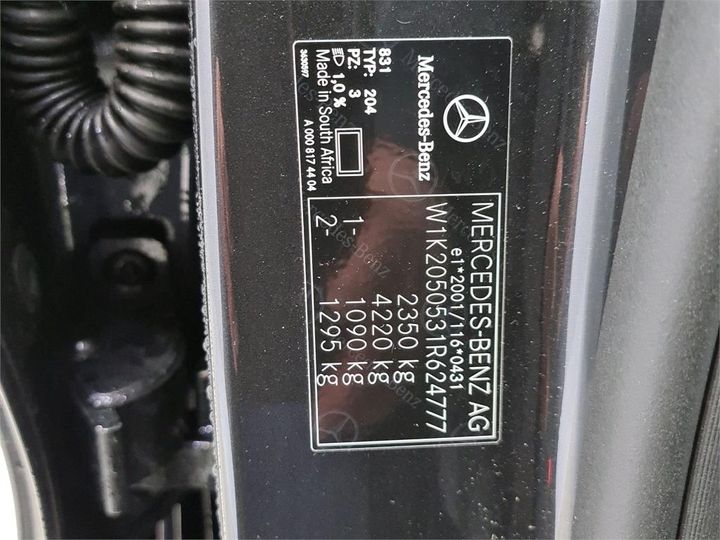 Mercedes-Benz
831
TYP: 204
PZ: 3
1,0 %
Made in South Africa
A 000 817 44 04
MERCEDES-BENZ AG
e1*2001/116*0431
W1K2050531R624777
2350 kg
4220 kg
1- 1090 kg
2- 1295 kg